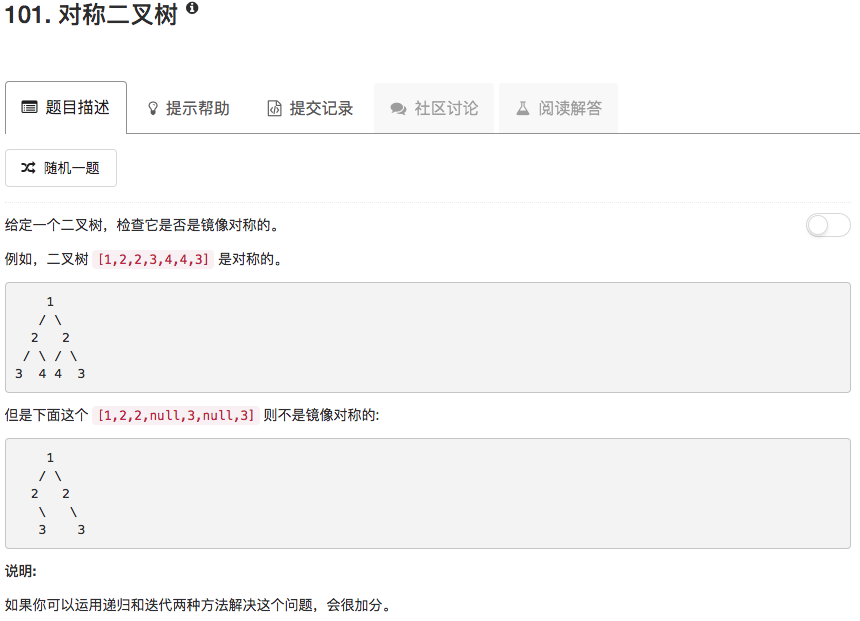 101. 对称二叉树
题目描述 提示帮助 提交记录 社区讨论 阅读解答
随机一题
给定一个二叉树，检查它是否是镜像对称的。
例如，二叉树 [1,2,2,3,4,4,3] 是对称的。
    1
   / \
  2   2
 / \ / \
3  4 4  3
但是下面这个 [1,2,2,null,3,null,3] 则不是镜像对称的:
    1
   / \
  2   2
   \   \
   3    3
说明:
如果你可以运用递归和迭代两种方法解决这个问题，会很加分。